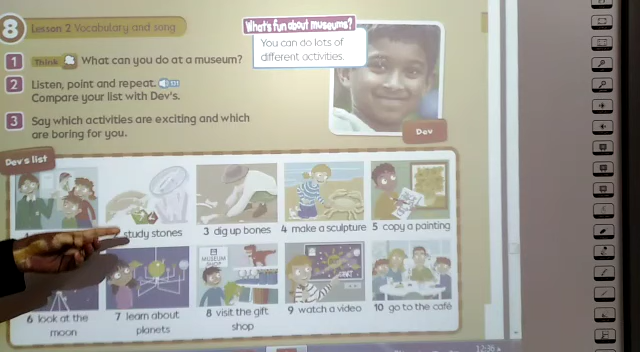 8 Lesson 2 Vocabulary and song
What's fun about museums?
You can do lots of
different activities.
1 Think What can you do at a museum?
2 Listen, point and repeat.
Compare your list with Dev's.
3 Say which activities are exciting and which
are boring for you.
Dev
Dev's list
study stones
3 dig up bones
4 make a sculpture
5 copy a painting
MUSEUM
SHOP
6 look at the
moon
7 learn about
planets
8 visit the gift
shop
9 watch a video
10 go to the café
12:36